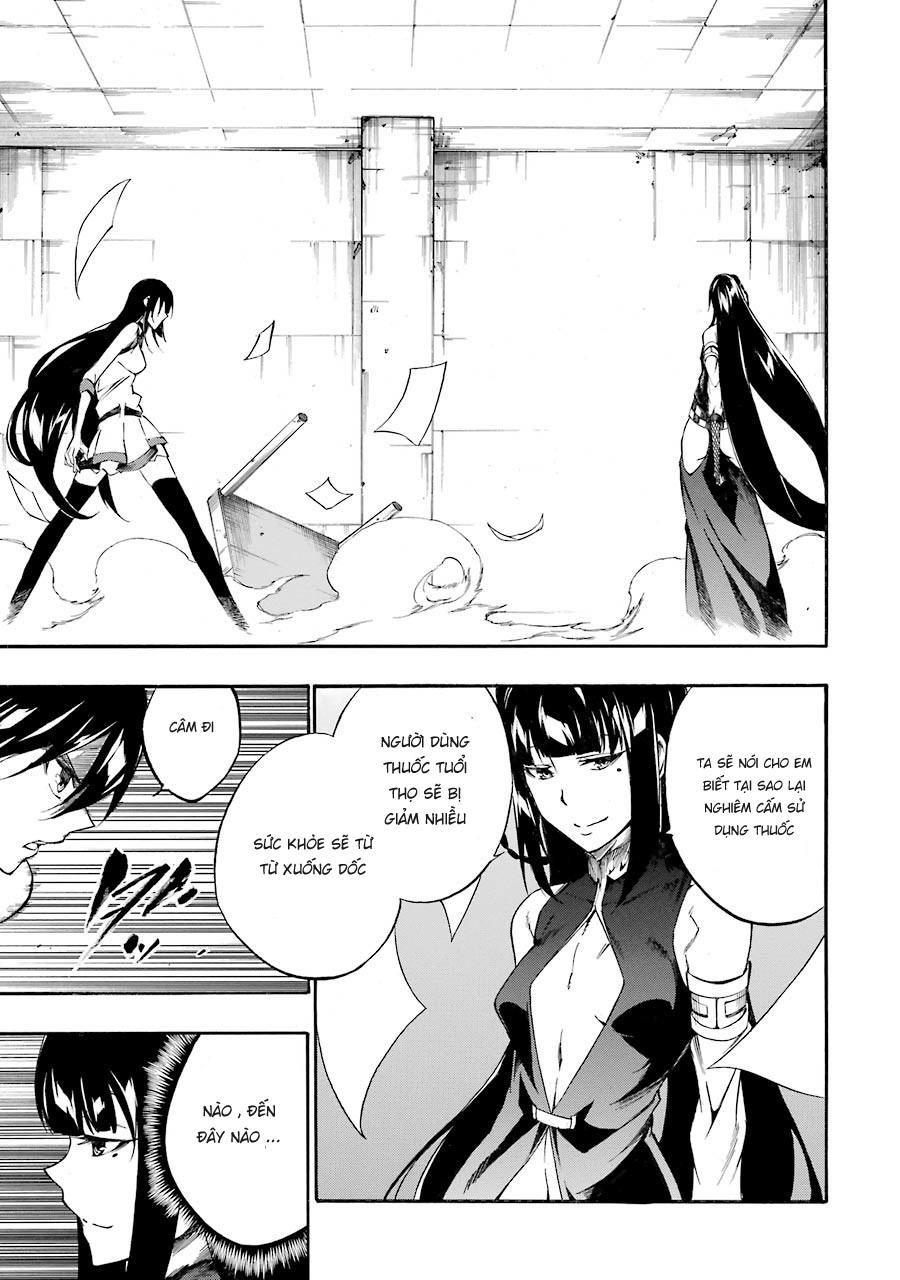 TA SẼ NÓI CHO EM
BIẾT TẠI SAO LẠI
NGHIÊM CẤM SỬ
DỤNG THUỐC
NGƯỜI DÙNG
THUỐC TUỔI
THỌ SẼ BỊ
GIẢM NHIỀU
SỨC KHỎE SẼ TỪ
TỪ XUỐNG DỐC
CÂM ĐI
NÀO , ĐẾN
ĐÂY NÀO ...